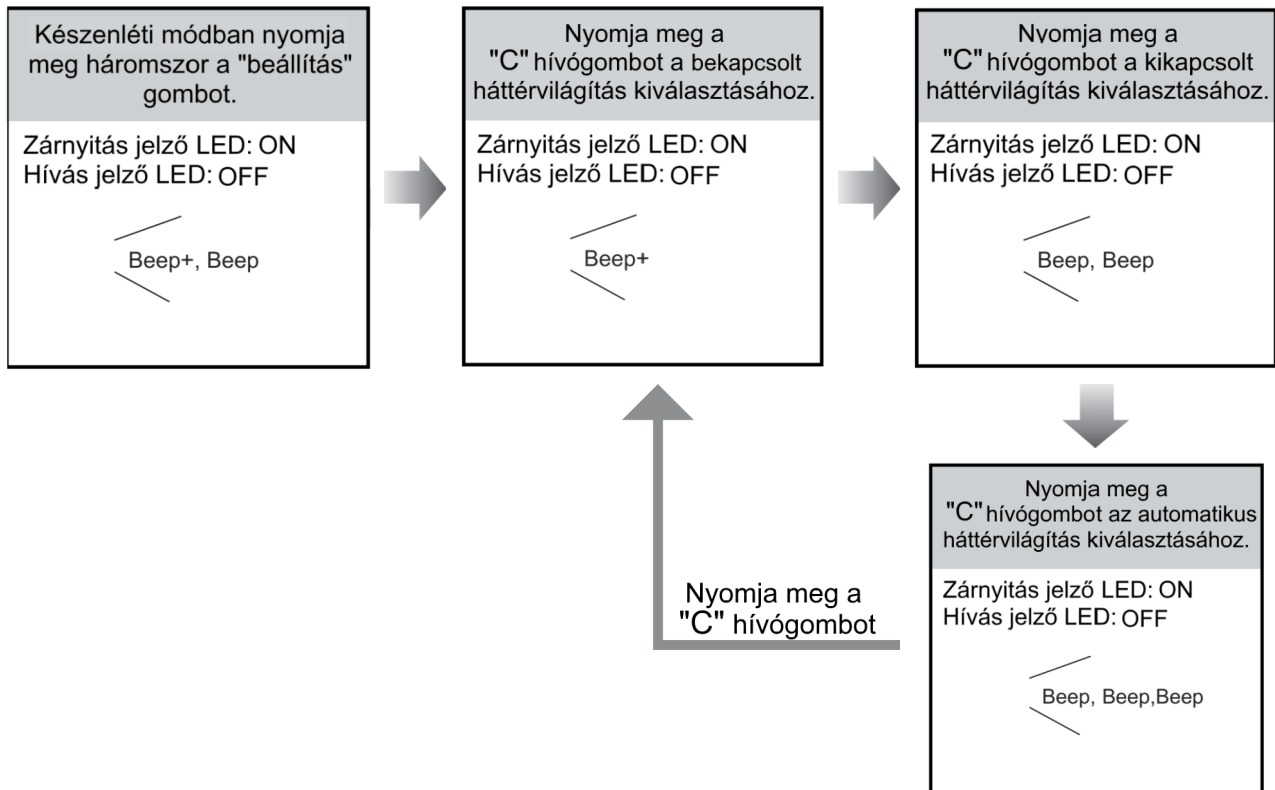 Készenléti módban nyomja
meg háromszor a "beállítás"
gombot.
Zárnyitás jelző LED: ON
Hívás jelző LED: OFF
Beep+, Beep
Nyomja meg a
"C" hívógombot a bekapcsolt
háttérvilágítás kiválasztásához.
Zárnyitás jelző LED: ON
Hívás jelző LED: OFF
Beep+
Nyomja meg a
"C" hívógombot a kikapcsolt
háttérvilágítás kiválasztásához.
Zárnyitás jelző LED: ON
Hívás jelző LED: OFF
Beep, Beep
Nyomja meg a
"C" hívógombot az automatikus
háttérvilágítás kiválasztásához.
Zárnyitás jelző LED: ON
Hívás jelző LED: OFF
Beep, Beep,Beep
Nyomja meg a
"C" hívógombot